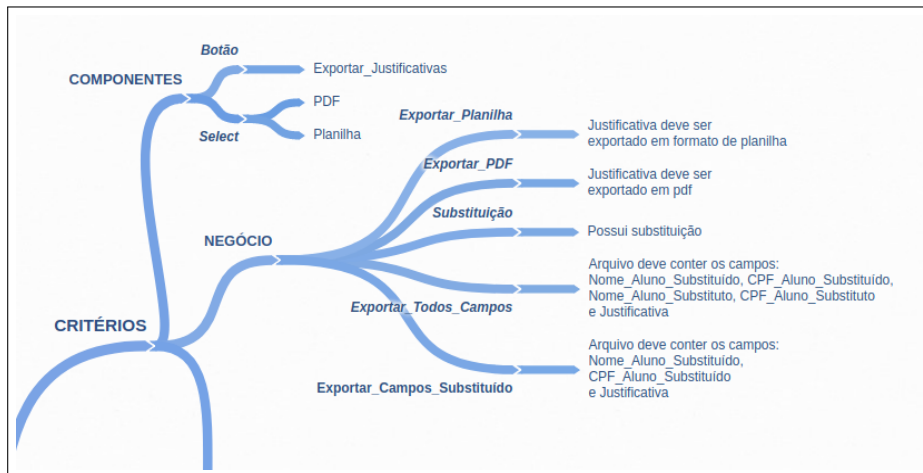 Botão
COMPONENTES
Exportar_Justificativas
PDF
Select
Planilha
Exportar_Planilha
Justificativa deve ser
exportado em formato de planilha
Exportar_PDF
Justificativa deve ser
exportado em pdf
Substituição
Possui substituição
NEGÓCIO
Arquivo deve conter os campos:
Nome_Aluno_Substituído, CPF_Aluno_Substituído,
Nome_Aluno_Substituto, CPF_Aluno_Substituto
e Justificativa
Exportar_Todos_Campos
CRITÉRIOS
Arquivo deve conter os campos:
Nome_Aluno_Substituído,
CPF_Aluno_Substituído
e Justificativa
Exportar_Campos_Substituído